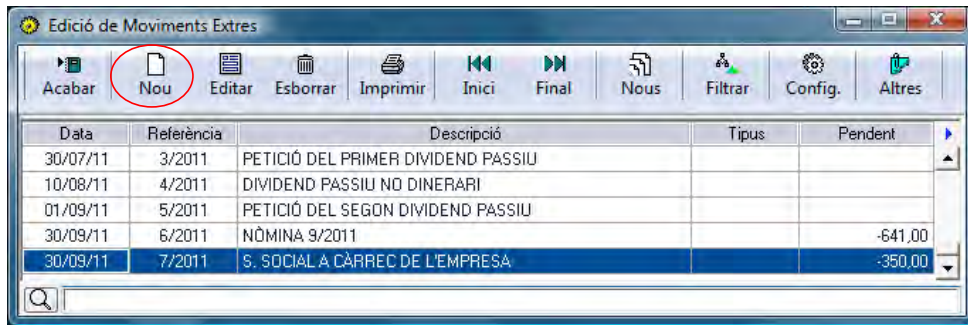 Edició de Moviments Extres
Acabar Nou Editar Esborrar Imprimir Inici Final Nous Filtrar Config. Altres
Data Referència Descripció Tipus Pendent
30/07/11 3/2011 PETICIÓ DEL PRIMER DIVIDEND PASSIU
10/08/11 4/2011 DIVIDEND PASSIU NO DINERARI
01/09/11 5/2011 PETICIÓ DEL SEGON DIVIDEND PASSIU
30/09/11 6/2011 NÒMINA 9/2011 -641,00
30/09/11 7/2011 S. SOCIAL A CÀRREC DE L'EMPRESA -350,00